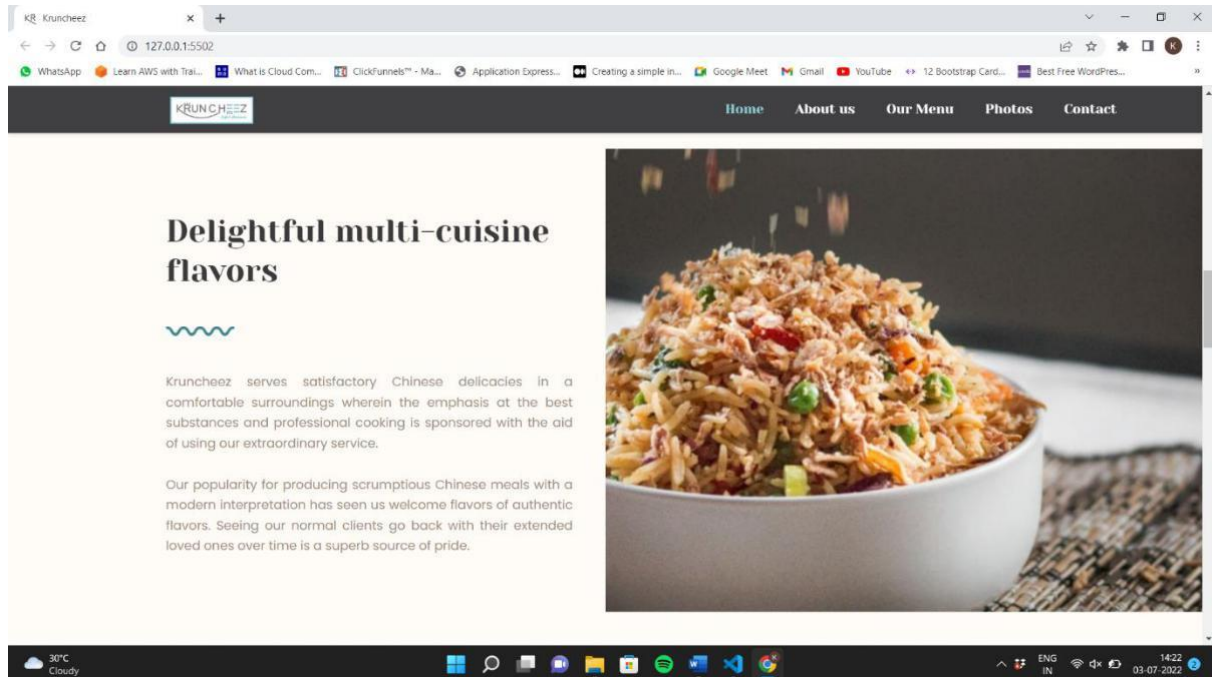 KR Kruncheez
127.0.0.1:5502
WhatsApp Learn AWS with Trai... What is Cloud Com... ClickFunnels™ - Ma... Application Express... Creating a simple in... Google Meet Gmail YouTube 12 Bootstrap Card... Best Free WordPres... »
KRUNCHEEZ Home About us Our Menu Photos Contact
Delightful multi-cuisine
flavors
Kruncheez serves satisfactory Chinese delicacies in a
comfortable surroundings wherein the emphasis at the best
substances and professional cooking is sponsored with the aid
of using our extraordinary service.
Our popularity for producing scrumptious Chinese meals with a
modern interpretation has seen us welcome flavors of authentic
flavors. Seeing our normal clients go back with their extended
loved ones over time is a superb source of pride.
30°C
Cloudy
ENG
IN
14:22
03-07-2022
2
K